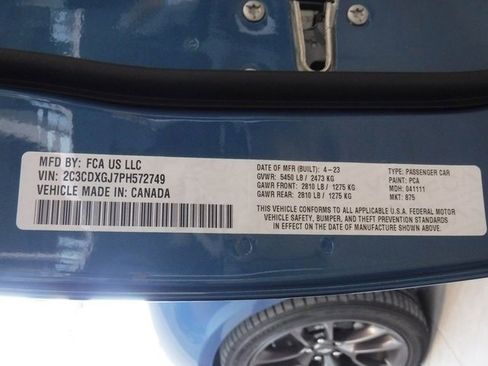 MFD BY: FCA US LLC
VIN: 2C3CDXGJ7PH572749
VEHICLE MADE IN: CANADA
DATE OF MFR (BUILT): 4-23
GVWR: 5450 LB / 2473 KG
GAWR FRONT: 2810 LB / 1275 KG
GAWR REAR: 2810 LB / 1275 KG
TYPE: PASSENGER CAR
PAINT: PCA
MDH: 041111
MKT: 875
THIS VEHICLE CONFORMS TO ALL APPLICABLE U.S.A. FEDERAL MOTOR
VEHICLE SAFETY, BUMPER, AND THEFT PREVENTION STANDARDS
IN EFFECT ON THE DATE OF MANUFACTURE SHOWN ABOVE.